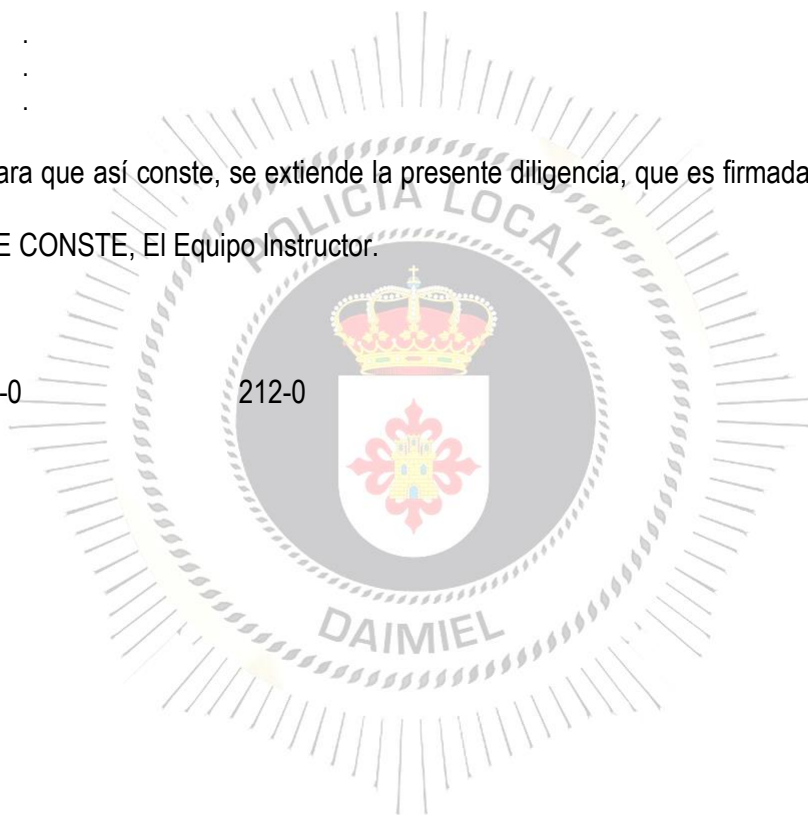 .
.
.
ara que así conste, se extiende la presente diligencia, que es firmada
E CONSTE, El Equipo Instructor.
-0 212-0
POLICÍA LOCAL
DAIMIEL